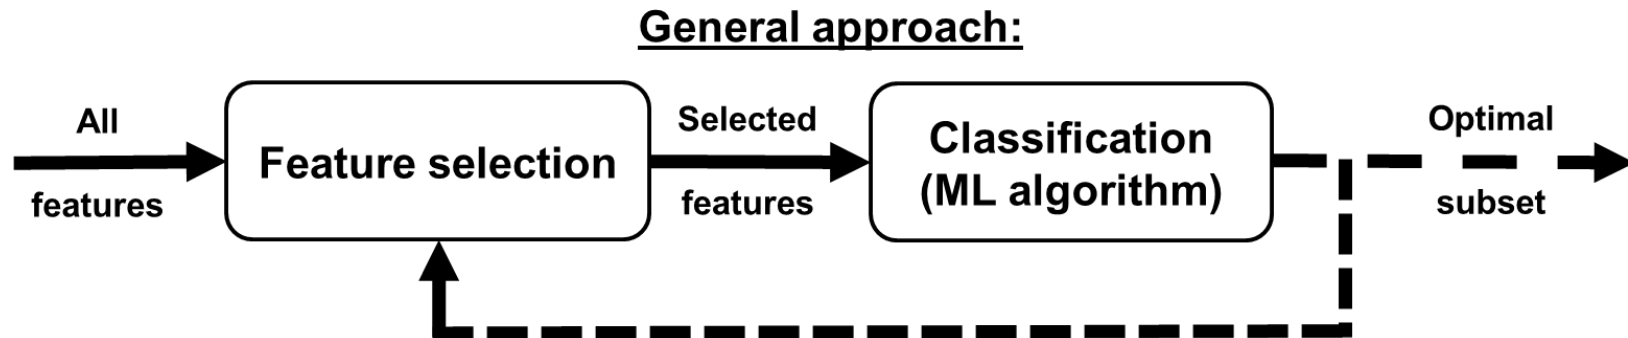 General approach:
All
features
Feature selection
Selected
features
Classification
(ML algorithm)
Optimal
subset